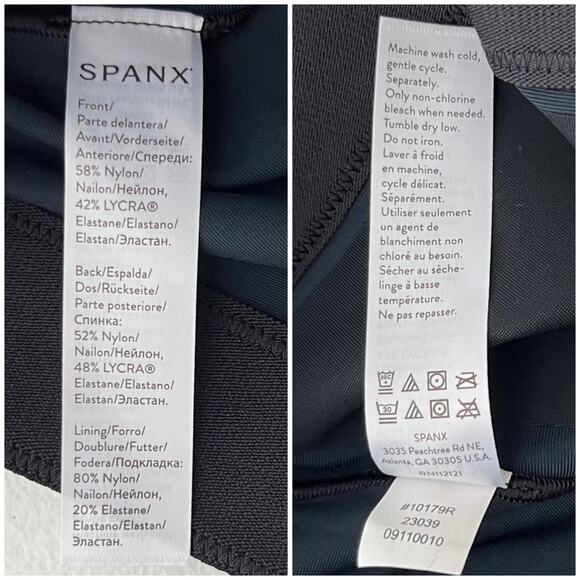 SPANX
Front/
Parte delantera/
Avant/Vorderseite/
Anteriore/Спереди:
58% Nylon/
Nailon/Нейлон,
42% LYCRA®
Elastane/Elastano/
Elastan/Эластан.
Back/Espalda/
Dos/Rückseite/
Parte posteriore/
Спинка:
52% Nylon/
Nailon/Нейлон,
48% LYCRA®
Elastane/Elastano/
Elastan/Эластан.
Lining/Forro/
Doublure/Futter/
Fodera/Подкладка:
80% Nylon/
Nailon/Нейлон,
20% Elastane/
Elastano/Elastan/
Эластан.
Machine wash cold,
gentle cycle.
Separately.
Only non-chlorine
bleach when needed.
Tumble dry low.
Do not iron.
Laver à froid
en machine,
cycle délicat.
Séparément.
Utiliser seulement
un agent de
blanchiment non
chloré au besoin.
Sécher au sèche-
linge à basse
température.
Ne pas repasser.
30
SPANX
3035 Peachtree Rd NE,
Atlanta, GA 30305 U.S.A.
RN112121
#10179R
23039
09110010